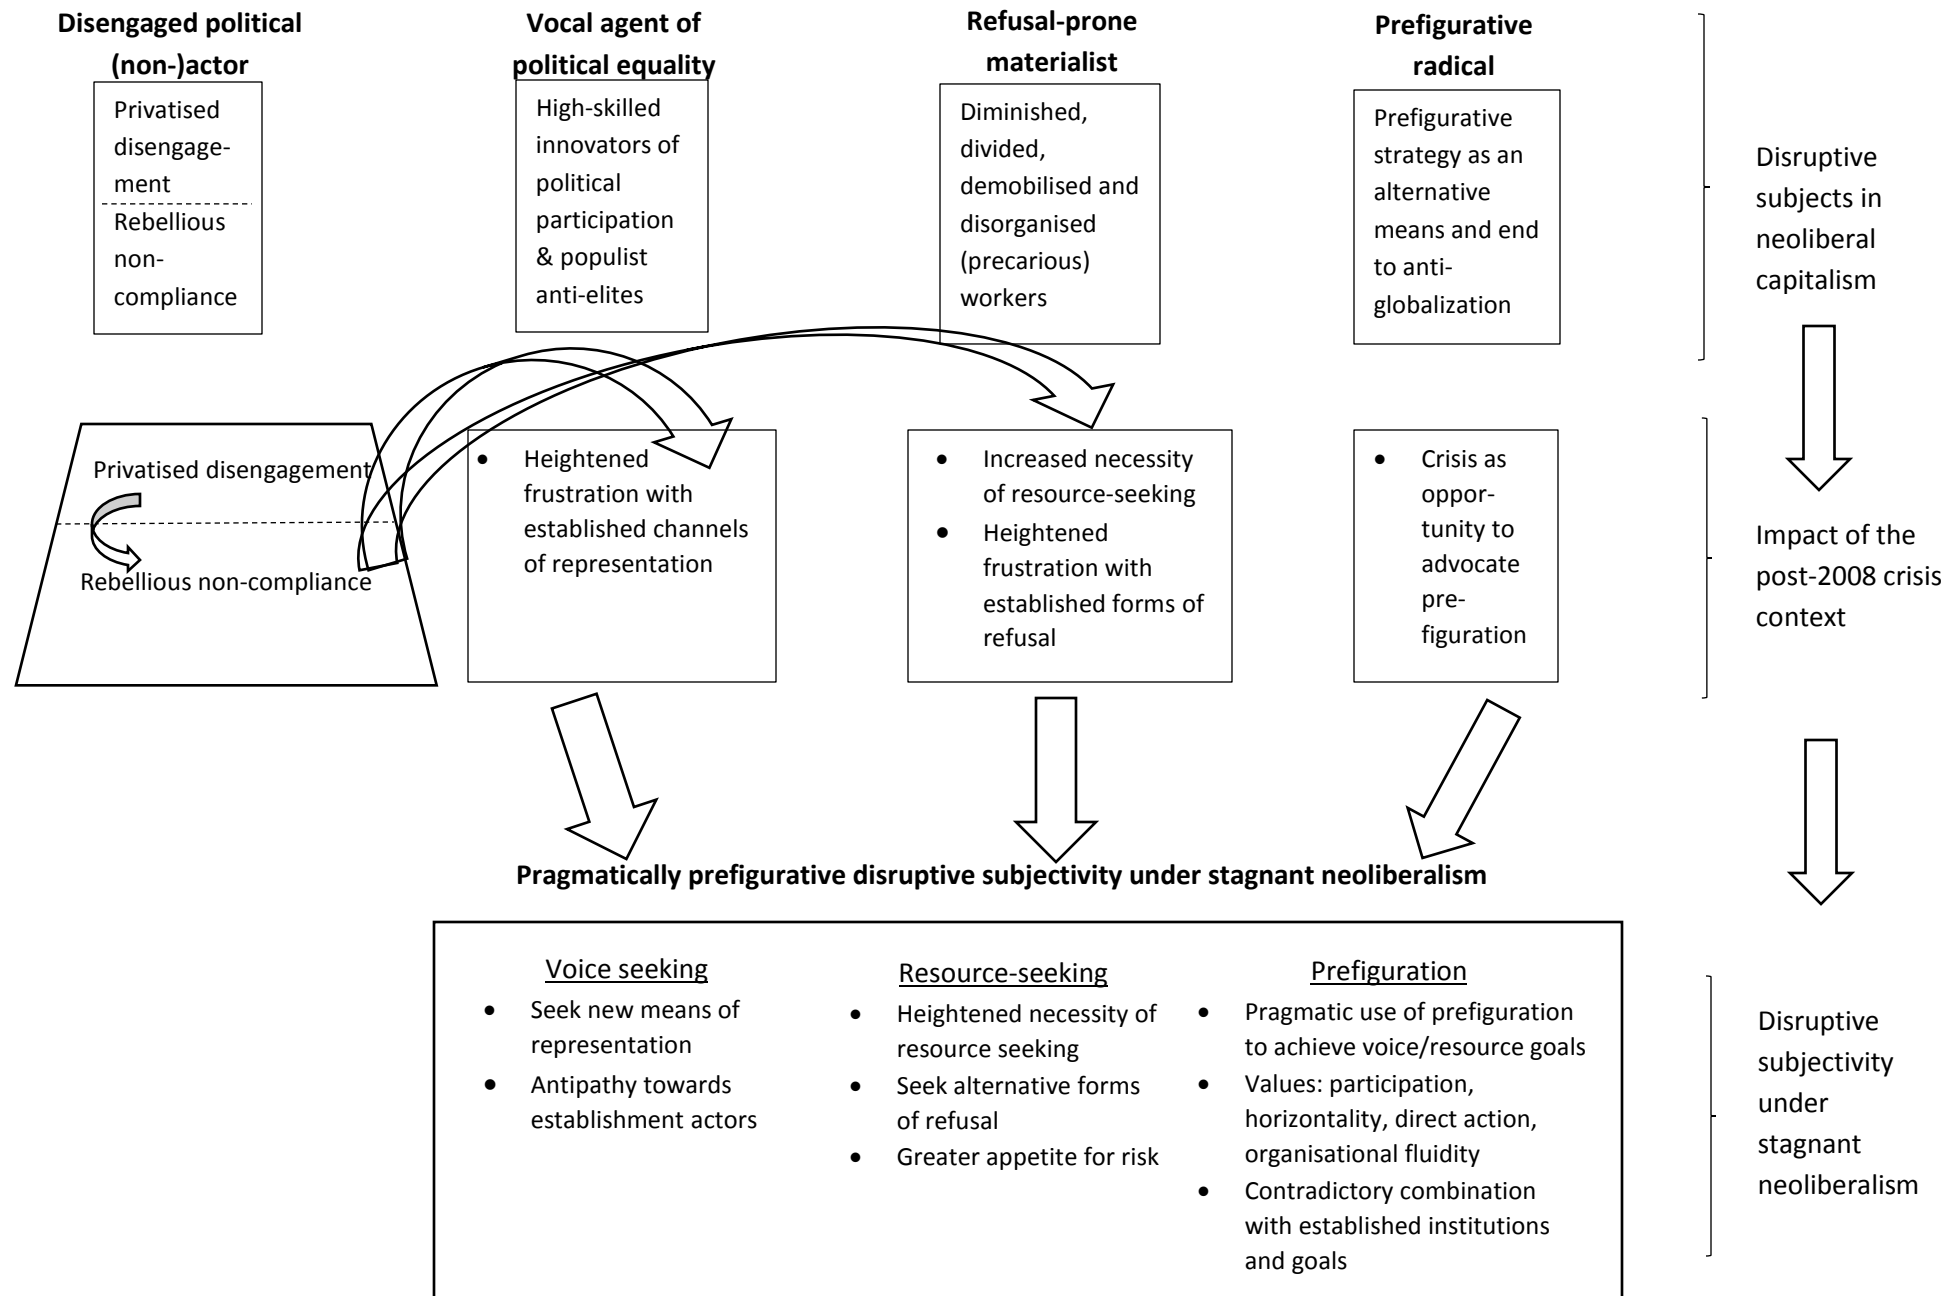 Disengaged political
(non-)actor
Vocal agent of
political equality
Refusal-prone
materialist
Prefigurative
radical
Privatised
disengage-
ment
Rebellious
non-
compliance
High-skilled
innovators of
political
participation
& populist
anti-elites
Diminished,
divided,
demobilised and
disorganised
(precarious)
workers
Prefigurative
strategy as an
alternative
means and end
to anti-
globalization
Disruptive
subjects in
neoliberal
capitalism
Privatised disengagement
Rebellious non-compliance
• Heightened
frustration with
established channels
of representation
• Increased necessity
of resource-seeking
• Heightened
frustration with
established forms of
refusal
• Crisis as
oppor-
tunity to
advocate
pre-
figuration
Impact of the
post-2008 crisis
context
Pragmatically prefigurative disruptive subjectivity under stagnant neoliberalism
Voice seeking
• Seek new means of
representation
• Antipathy towards
establishment actors
Resource-seeking
• Heightened necessity of
resource seeking
• Seek alternative forms
of refusal
• Greater appetite for risk
Prefiguration
• Pragmatic use of prefiguration
to achieve voice/resource goals
• Values: participation,
horizontality, direct action,
organisational fluidity
• Contradictory combination
with established institutions
and goals
Disruptive
subjectivity
under
stagnant
neoliberalism